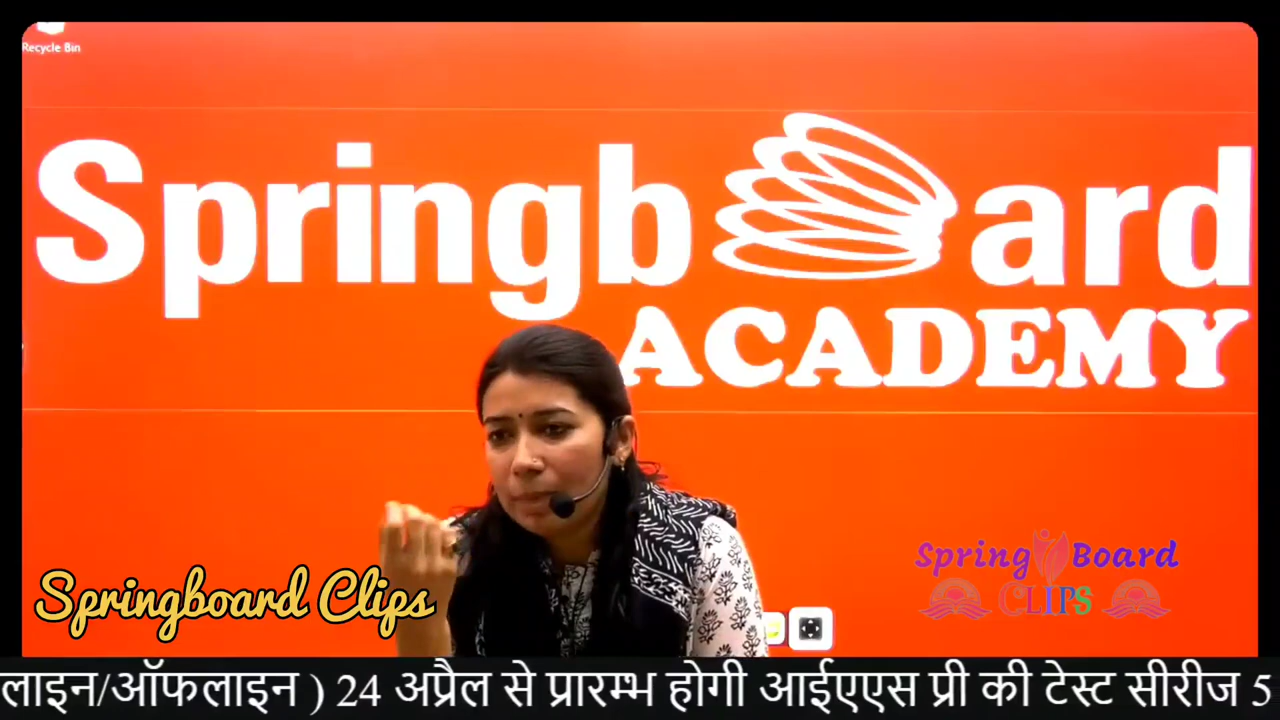 Recycle Bin
Springboard
ACADEMY
Spring Board
CLIPS
Springboard Clips
लाइन/ऑफलाइन ) 24 अप्रैल से प्रारम्भ होगी आईएएस प्री की टेस्ट सीरीज 5